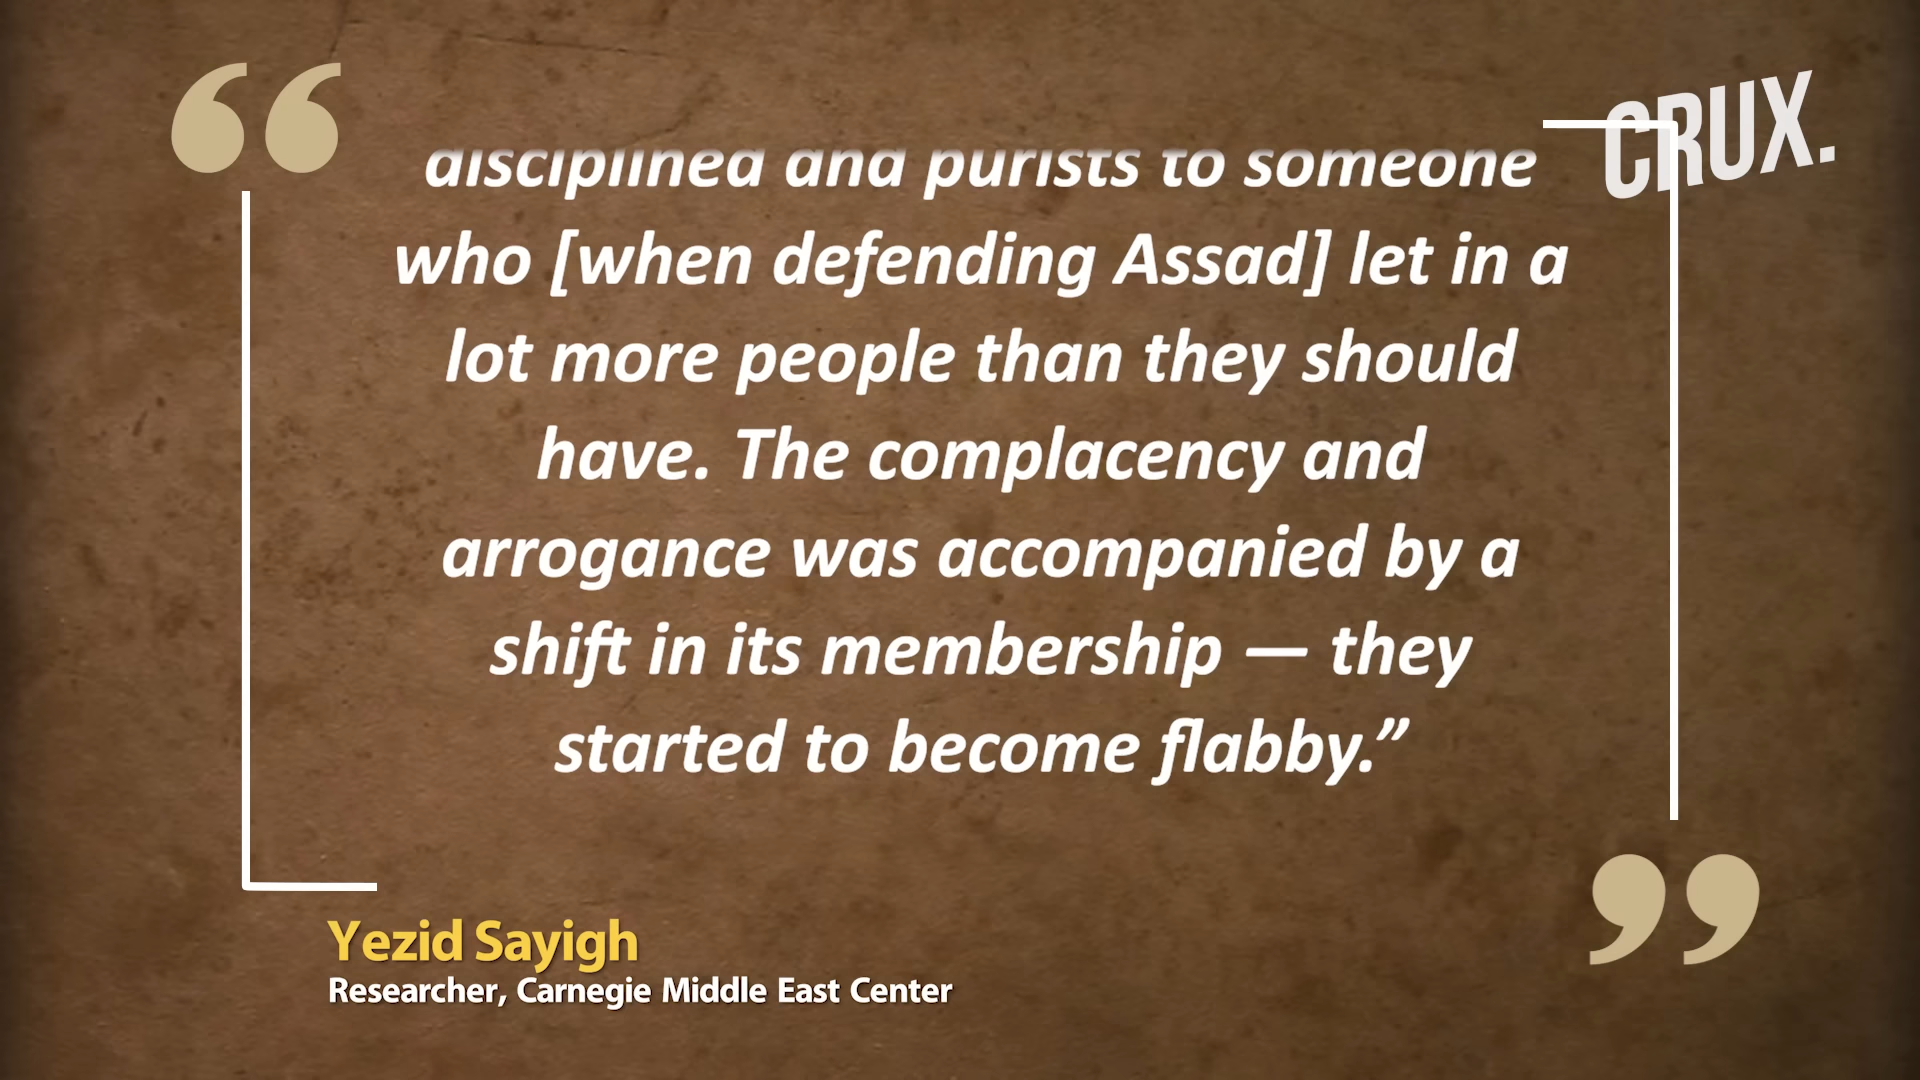 CRUX.
disciplined and purists to someone
who [when defending Assad] let in a
lot more people than they should
have. The complacency and
arrogance was accompanied by a
shift in its membership — they
started to become flabby.”
Yezid Sayigh
Researcher, Carnegie Middle East Center